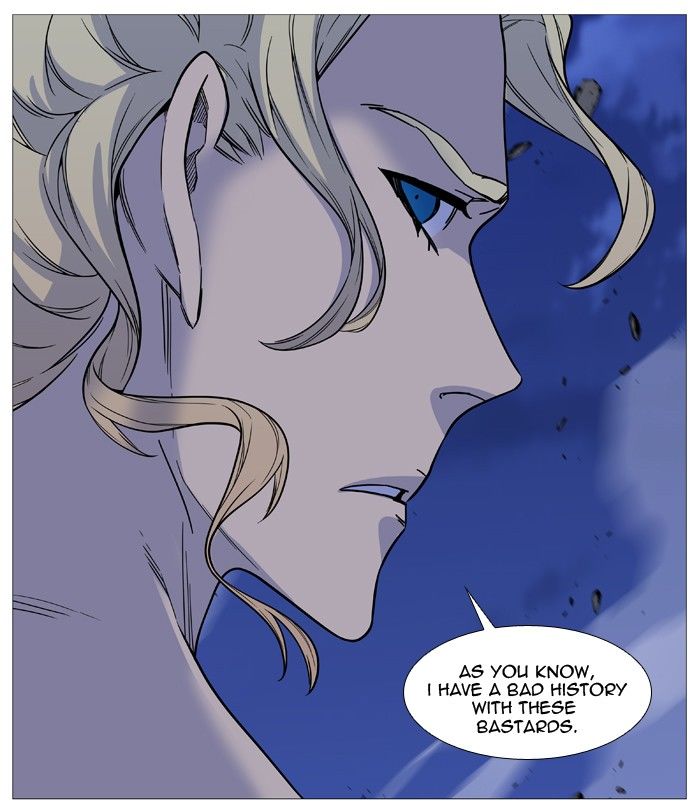 AS YOU KNOW,
I HAVE A BAD HISTORY
WITH THESE
BASTARDS.